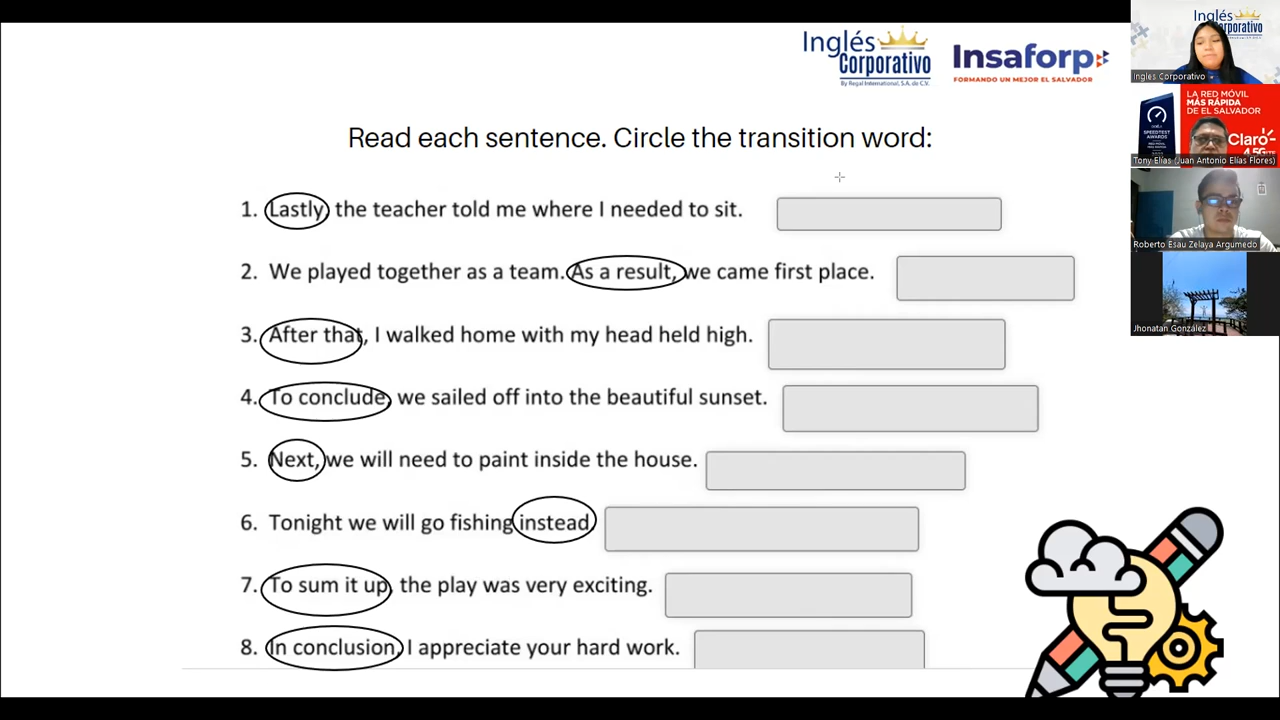 Inglés
Corporativo
By Regal International, S.A. de C.V.
Insaforp
FORMANDO UN MEJOR EL SALVADOR
Read each sentence. Circle the transition word:
1. Lastly, the teacher told me where I needed to sit.
2. We played together as a team. As a result, we came first place.
3. After that, I walked home with my head held high.
4. To conclude, we sailed off into the beautiful sunset.
5. Next, we will need to paint inside the house.
6. Tonight we will go fishing instead.
7. To sum it up, the play was very exciting.
8. In conclusion, I appreciate your hard work.
Inglés
Corporativo
Ingles Corporativo
LA RED MÓVIL
MÁS RÁPIDA
DE EL SALVADOR
SPEEDTEST
AWARDS
Claro
4.5G
Tony Elías (Juan Antonio Elías Flores)
Roberto Esau Zelaya Argumedo
Jhonatan González